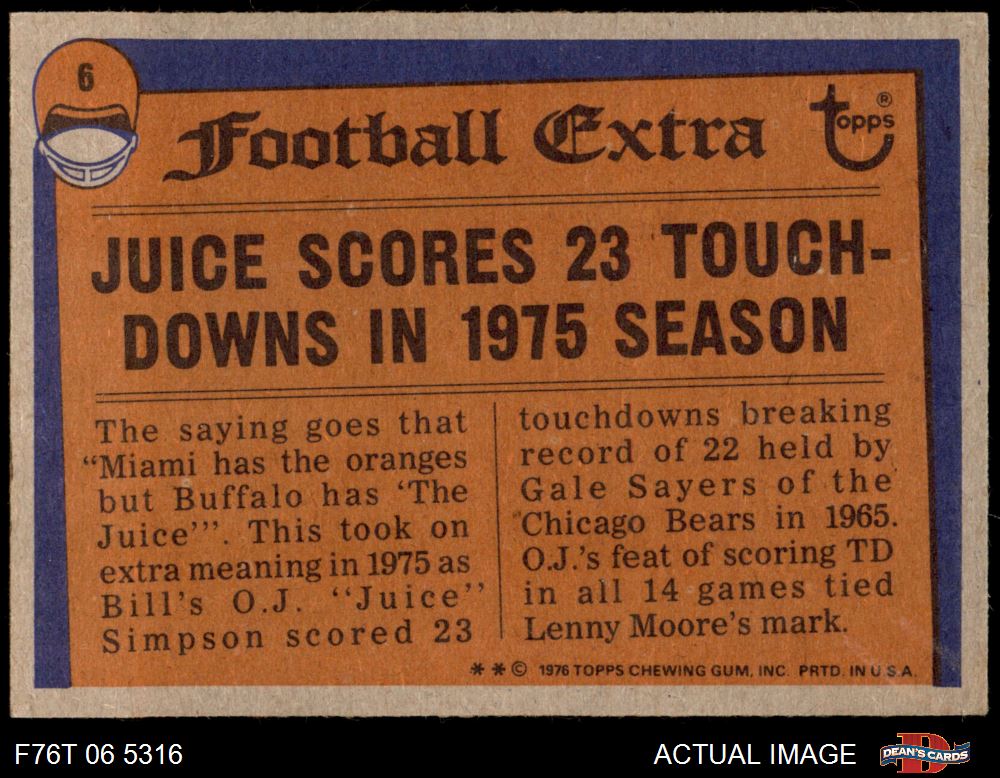 6
Football Extra
topps ®
JUICE SCORES 23 TOUCH-
DOWNS IN 1975 SEASON
The saying goes that
“Miami has the oranges
but Buffalo has ‘The
Juice’”. This took on
extra meaning in 1975 as
Bill's O.J. “Juice”
Simpson scored 23
touchdowns breaking
record of 22 held by
Gale Sayers of the
Chicago Bears in 1965.
O.J.'s feat of scoring TD
in all 14 games tied
Lenny Moore's mark.
* * © 1976 TOPPS CHEWING GUM, INC. PRTD. IN U.S.A.
F76T 06 5316
ACTUAL IMAGE
D
DEAN'S CARDS